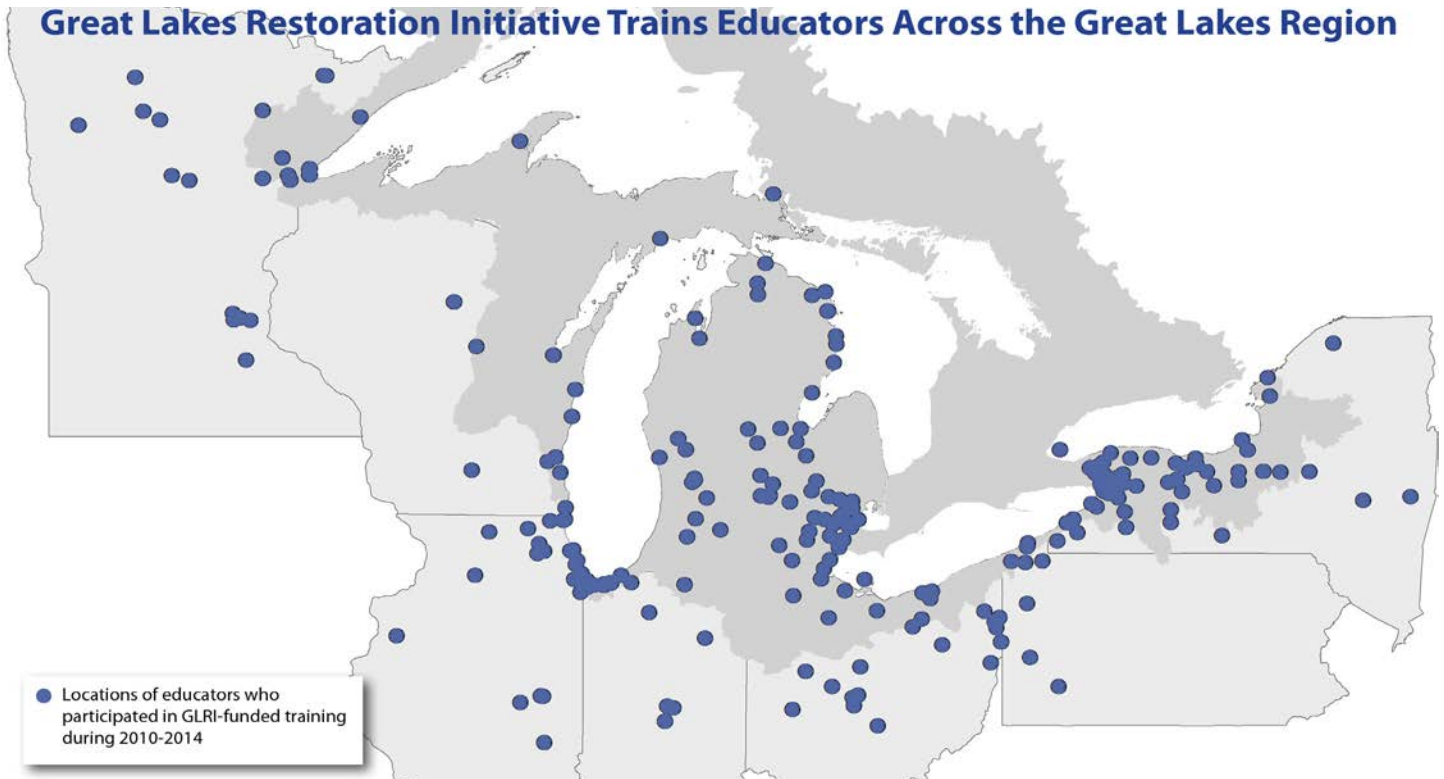 Great Lakes Restoration Initiative Trains Educators Across the Great Lakes Region
Locations of educators who
participated in GLRI-funded training
during 2010-2014